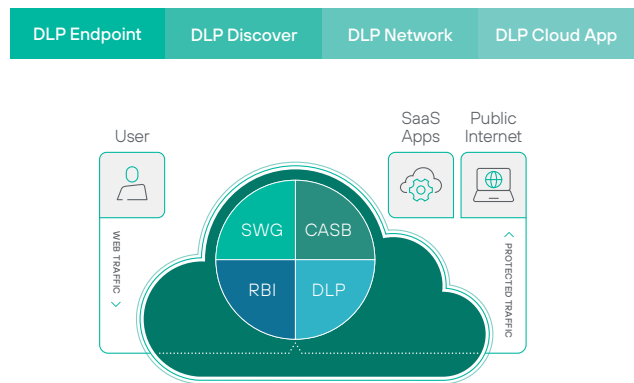 DLP Endpoint
DLP Discover
DLP Network
DLP Cloud App
User
SaaS
Apps
Public
Internet
SWG
CASB
RBI
DLP
WEB TRAFFIC
PROTECTED TRAFFIC